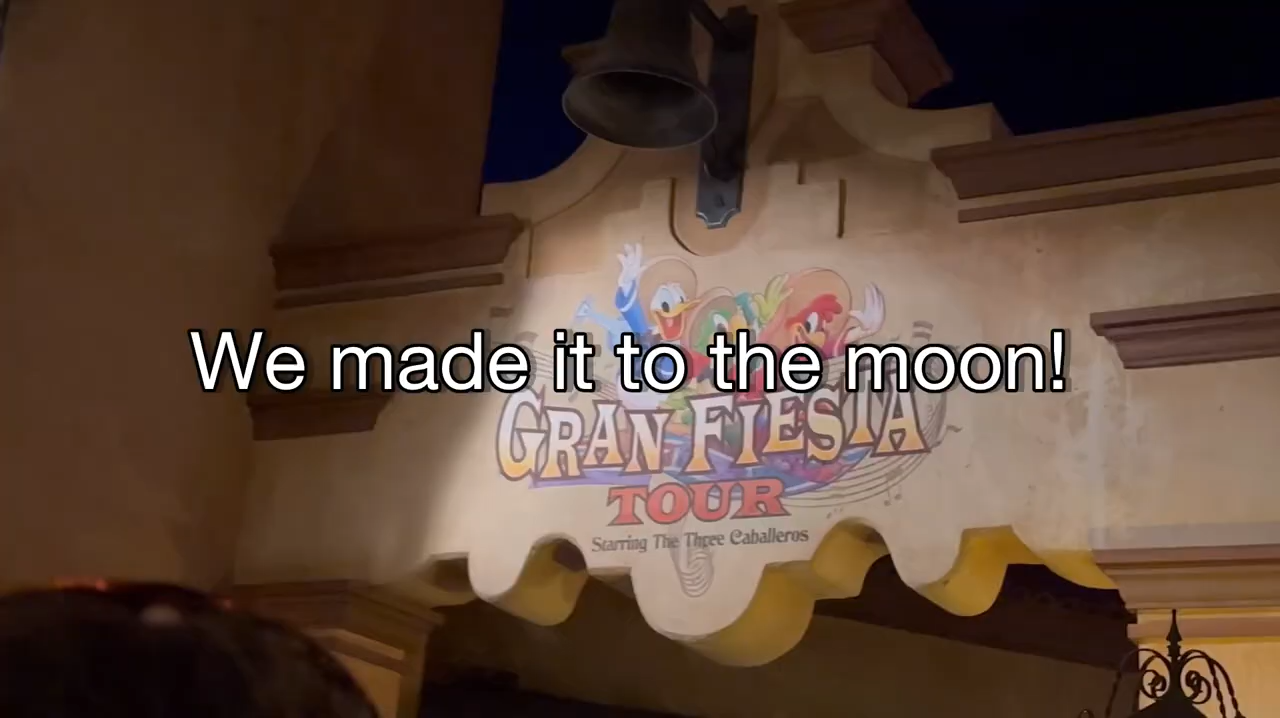 We made it to the moon!
GRAN FIESTA
TOUR
Starring The Three Caballeros